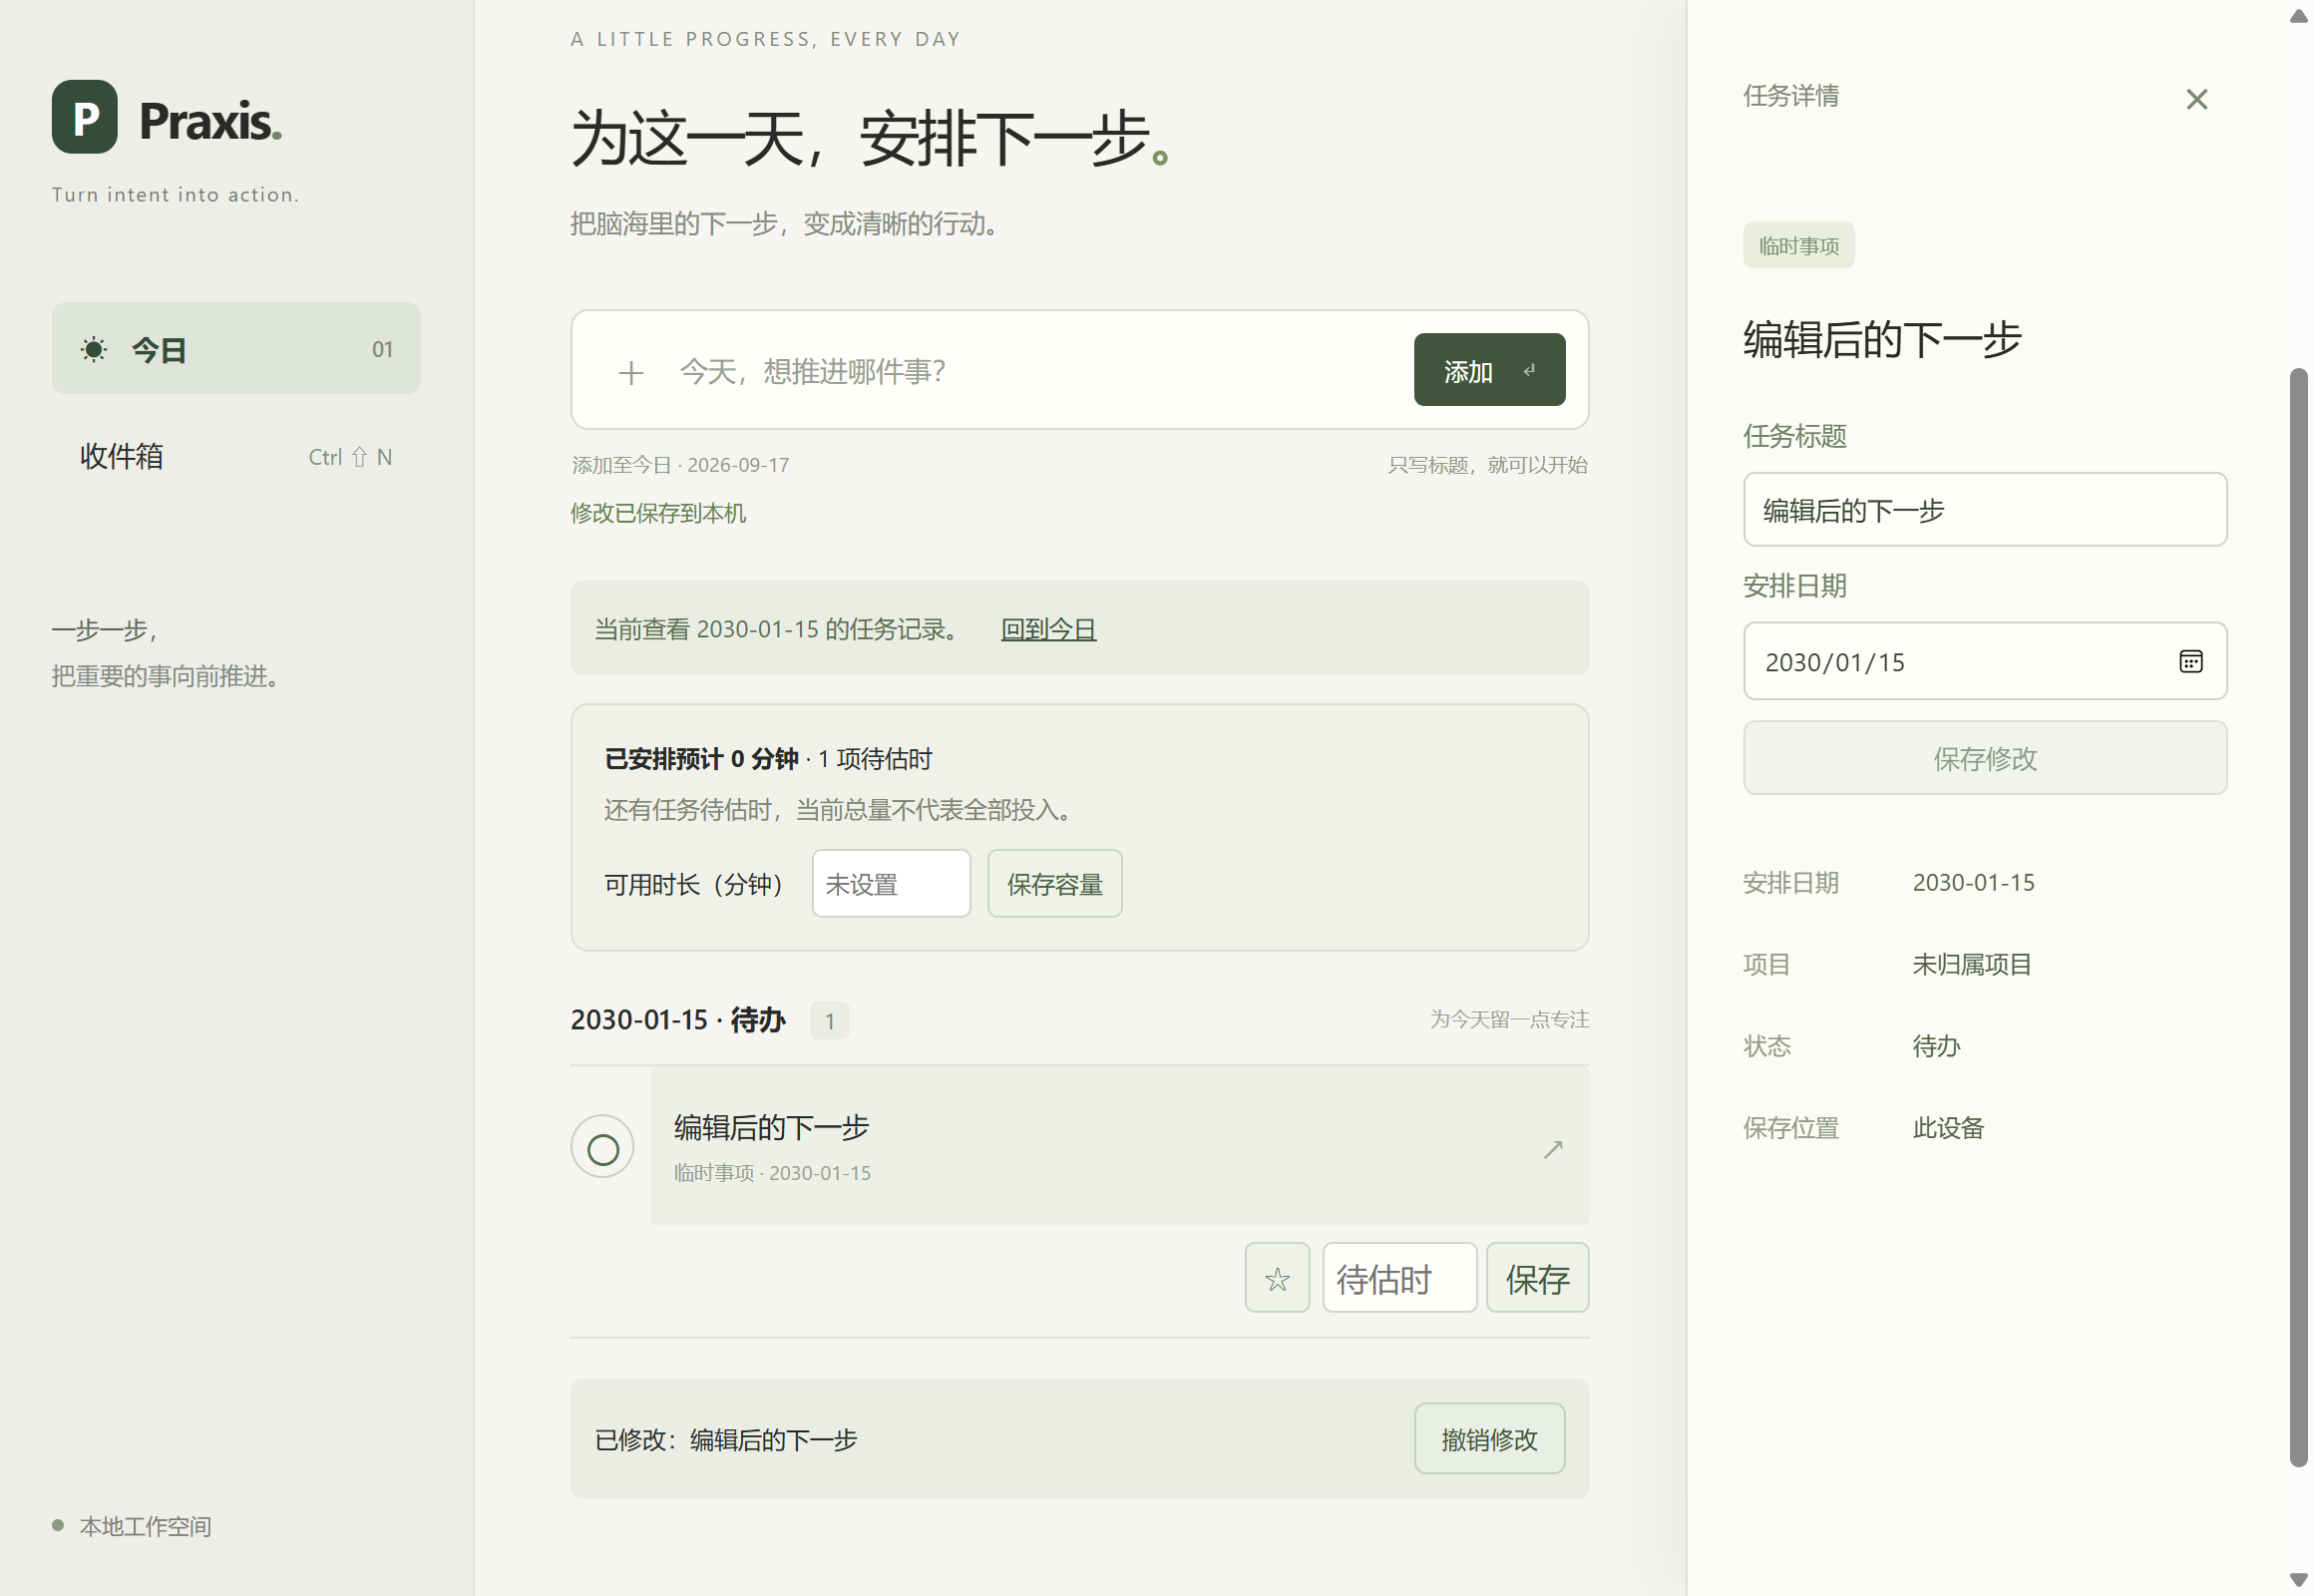 P Praxis.
Turn intent into action.
今日 01
收件箱 Ctrl ⇧ N
一步一步，
把重要的事向前推进。
本地工作空间
A LITTLE PROGRESS, EVERY DAY
为这一天，安排下一步。
把脑海里的下一步，变成清晰的行动。
今天，想推进哪件事？ 添加 ↵
添加至今日 · 2026-09-17 只写标题，就可以开始
修改已保存到本机
当前查看 2030-01-15 的任务记录。 回到今日
已安排预计 0 分钟 · 1 项待估时
还有任务待估时，当前总量不代表全部投入。
可用时长（分钟） 未设置 保存容量
2030-01-15 · 待办 1 为今天留一点专注
编辑后的下一步
临时事项 · 2030-01-15
☆ 待估时 保存
已修改：编辑后的下一步 撤销修改
任务详情
临时事项
编辑后的下一步
任务标题
编辑后的下一步
安排日期
2030/01/15
保存修改
安排日期 2030-01-15
项目 未归属项目
状态 待办
保存位置 此设备